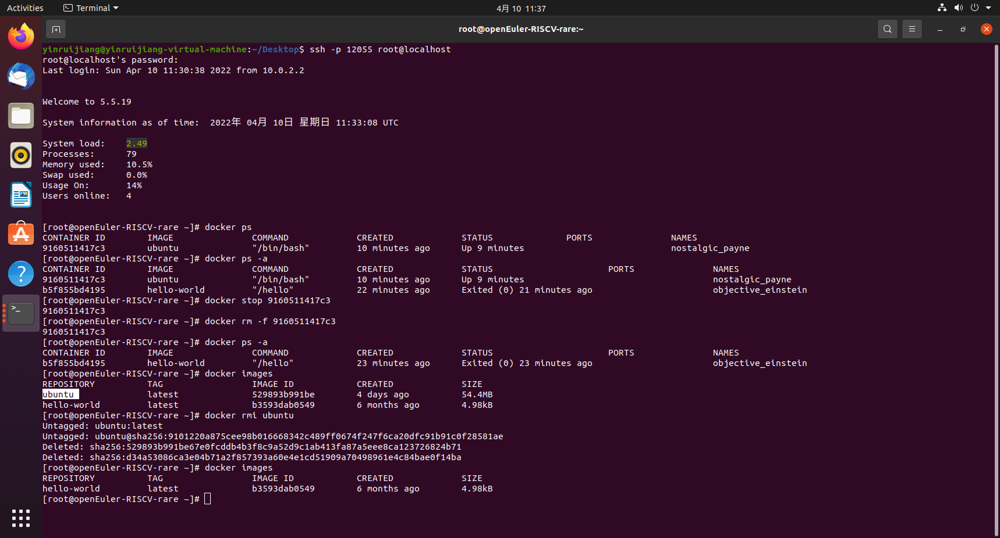 Activities Terminal 4月 10 11:37
root@openEuler-RISCV-rare:~
yinruijiang@yinruijiang-virtual-machine:~/Desktop$ ssh -p 12055 root@localhost
root@localhost's password:
Last login: Sun Apr 10 11:30:38 2022 from 10.0.2.2
Welcome to 5.5.19
System information as of time:  2022年 04月 10日 星期日 11:33:08 UTC
System load:    2.49
Processes:      79
Memory used:    10.5%
Swap used:      0.0%
Usage On:       14%
Users online:   4
[root@openEuler-RISCV-rare ~]# docker ps
CONTAINER ID        IMAGE               COMMAND             CREATED             STATUS              PORTS               NAMES
9160511417c3        ubuntu              "/bin/bash"         10 minutes ago      Up 9 minutes                            nostalgic_payne
[root@openEuler-RISCV-rare ~]# docker ps -a
CONTAINER ID        IMAGE               COMMAND             CREATED             STATUS                      PORTS               NAMES
9160511417c3        ubuntu              "/bin/bash"         10 minutes ago      Up 9 minutes                                    nostalgic_payne
b5f855bd4195        hello-world         "/hello"            22 minutes ago      Exited (0) 21 minutes ago                       objective_einstein
[root@openEuler-RISCV-rare ~]# docker stop 9160511417c3
9160511417c3
[root@openEuler-RISCV-rare ~]# docker rm -f 9160511417c3
9160511417c3
[root@openEuler-RISCV-rare ~]# docker ps -a
CONTAINER ID        IMAGE               COMMAND             CREATED             STATUS                      PORTS               NAMES
b5f855bd4195        hello-world         "/hello"            23 minutes ago      Exited (0) 23 minutes ago                       objective_einstein
[root@openEuler-RISCV-rare ~]# docker images
REPOSITORY          TAG                 IMAGE ID            CREATED             SIZE
ubuntu              latest              529893b991be        4 days ago          54.4MB
hello-world         latest              b3593dab0549        6 months ago        4.98kB
[root@openEuler-RISCV-rare ~]# docker rmi ubuntu
Untagged: ubuntu:latest
Untagged: ubuntu@sha256:9101220a875cee98b016668342c489ff0674f247f6ca20dfc91b91c0f28581ae
Deleted: sha256:529893b991be67e0fcddb4b3f8c9a52d9c1ab413fa87a5eee8ca123726824b71
Deleted: sha256:d34a53086ca3e04b71a2f857393a60e4e1cd51909a70498961e4c84bae0f14ba
[root@openEuler-RISCV-rare ~]# docker images
REPOSITORY          TAG                 IMAGE ID            CREATED             SIZE
hello-world         latest              b3593dab0549        6 months ago        4.98kB
[root@openEuler-RISCV-rare ~]#